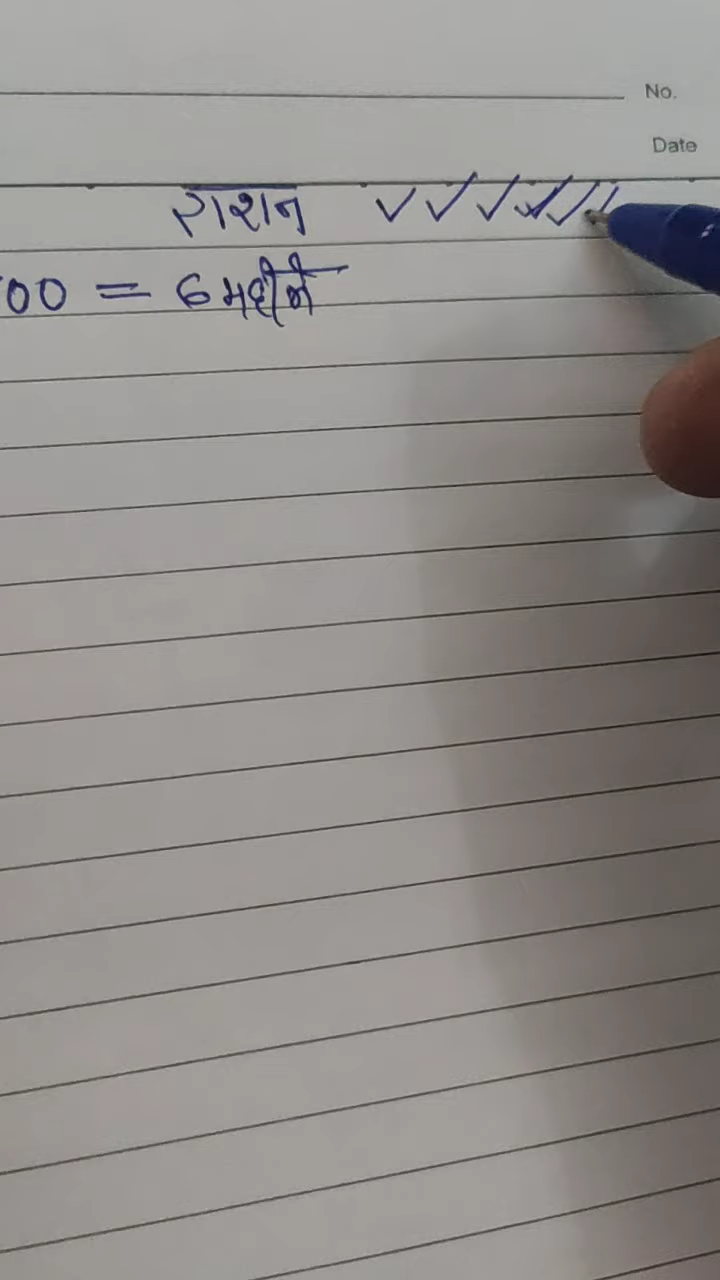 No.
Date
राशन ✓ ✓ ✓ ✓ ✓ ✓
00 = 6 महीने